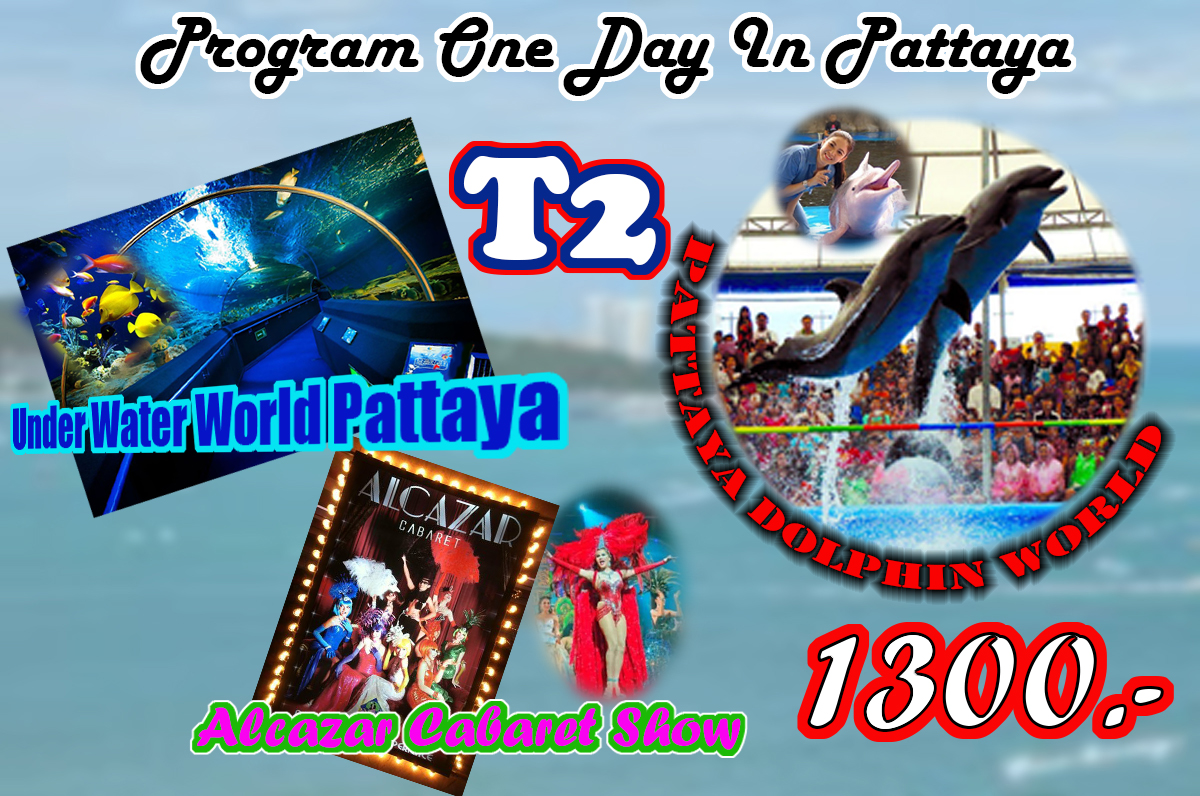 Program One Day In Pattaya
T2
Under Water World Pattaya
PATTAYA DOLPHIN WORLD
ALCAZAR
CABARET
Alcazar Cabaret Show
1300.-